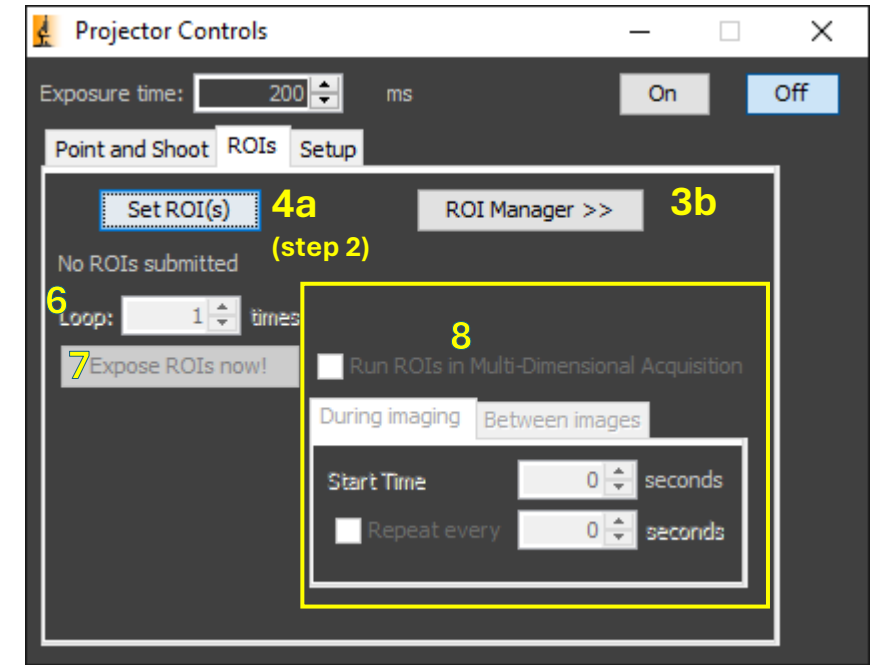 Projector Controls
Exposure time: 200 ms On Off
Point and Shoot ROIs Setup
Set ROI(s) 4a ROI Manager >> 3b
(step 2)
No ROIs submitted
6
Loop: 1 times
8
7 Expose ROIs now! Run ROIs in Multi-Dimensional Acquisition
During imaging Between images
Start Time 0 seconds
Repeat every 0 seconds